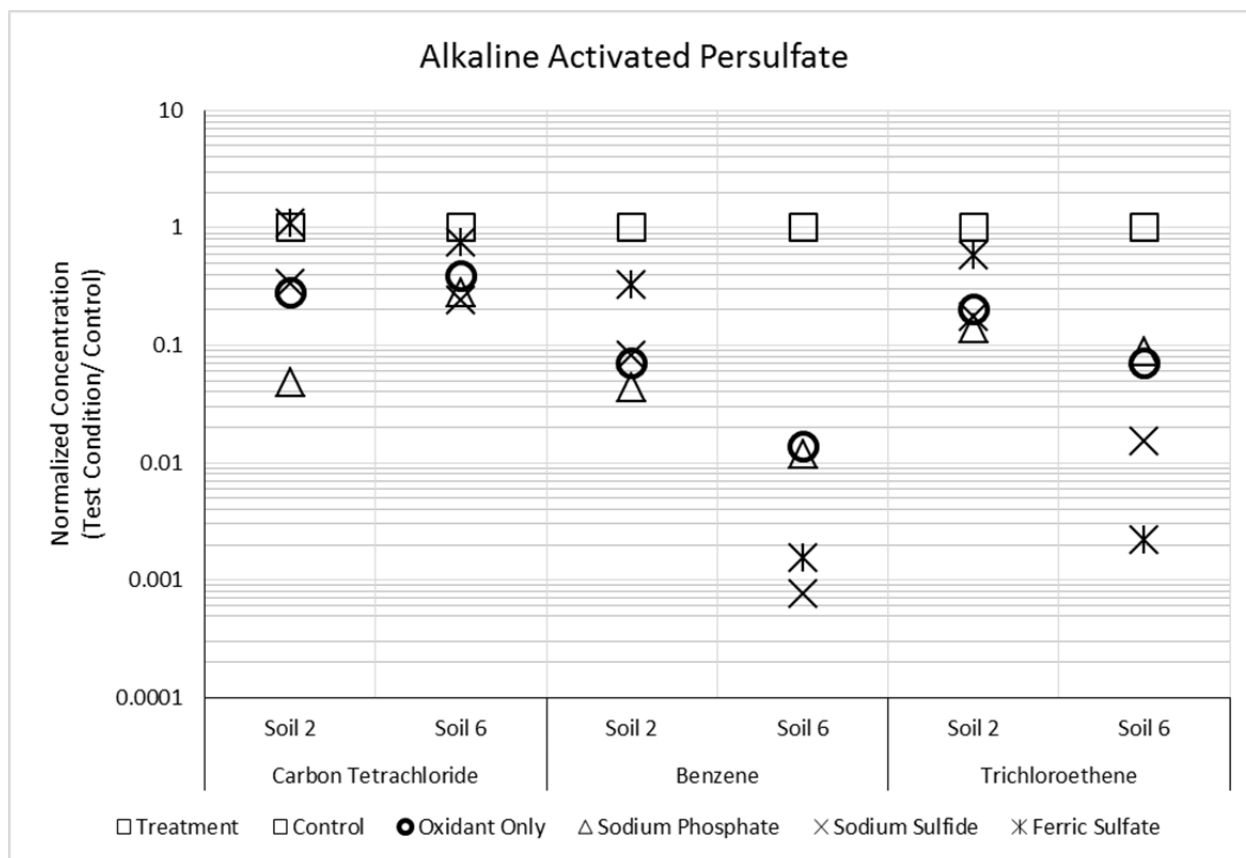 Alkaline Activated Persulfate
Normalized Concentration
(Test Condition/ Control)
10
1
0.1
0.01
0.001
0.0001
Soil 2 Soil 6 Soil 2 Soil 6 Soil 2 Soil 6
Carbon Tetrachloride Benzene Trichloroethene
Treatment Control Oxidant Only Sodium Phosphate Sodium Sulfide Ferric Sulfate